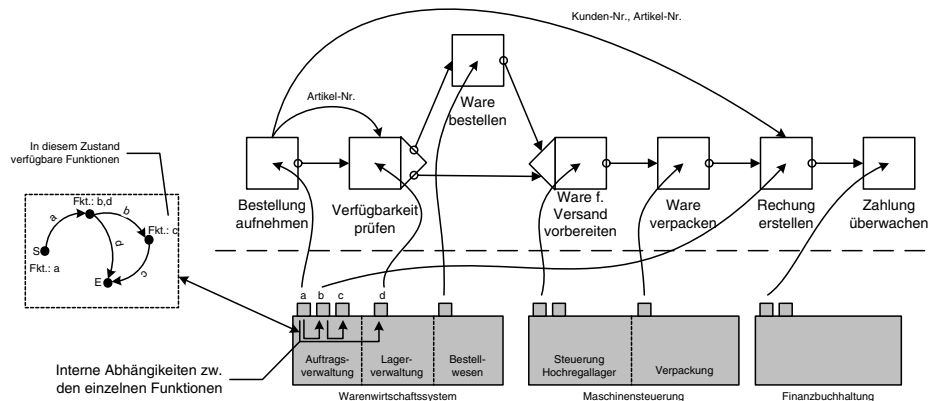 Kunden-Nr., Artikel-Nr.
Artikel-Nr.
Ware
bestellen
In diesem Zustand
verfügbare Funktionen
Fkt.: b,d
a
b
d
c
S
E
Fkt.: c
Fkt.: a
Bestellung
aufnehmen
Verfügbarkeit
prüfen
Ware f.
Versand
vorbereiten
Ware
verpacken
Rechung
erstellen
Zahlung
überwachen
a b c d
Interne Abhängigkeiten zw.
den einzelnen Funktionen
Auftrags-
verwaltung
Lager-
verwaltung
Bestell-
wesen
Steuerung
Hochregallager
Verpackung
Warenwirtschaftssystem
Maschinensteuerung
Finanzbuchhaltung